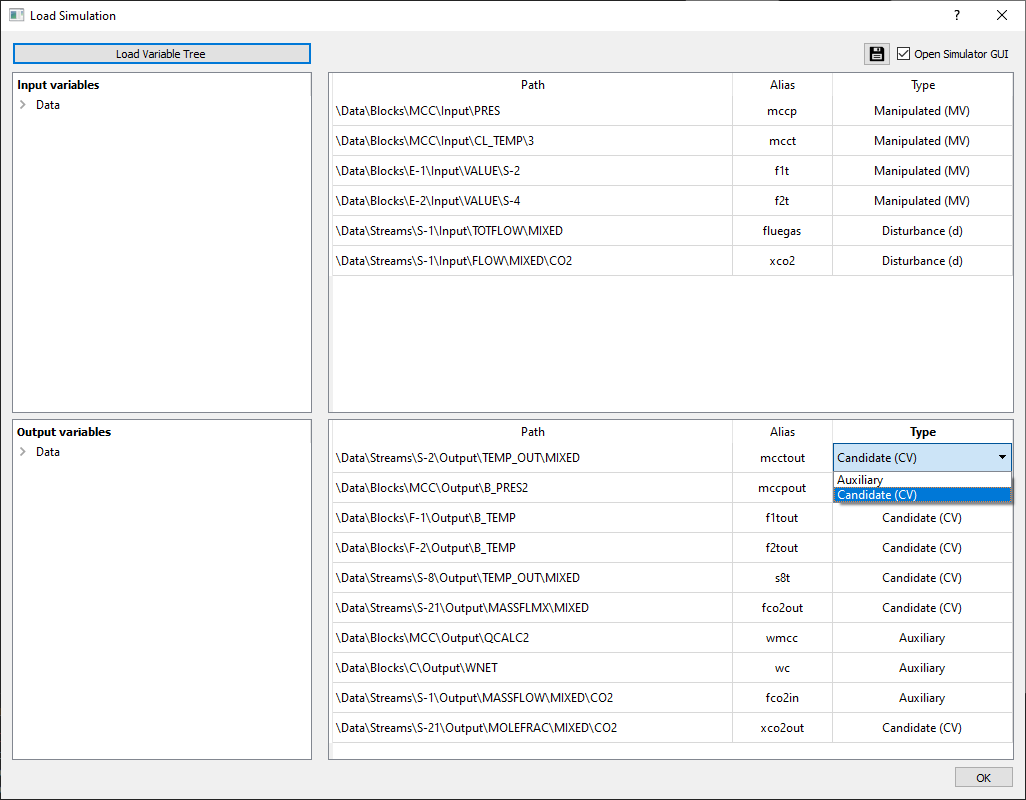 Load Simulation ?
Load Variable Tree Open Simulator GUI
Input variables
Data
Path Alias Type
\Data\Blocks\MCC\Input\PRES mccp Manipulated (MV)
\Data\Blocks\MCC\Input\CL_TEMP\3 mcct Manipulated (MV)
\Data\Blocks\E-1\Input\VALUE\S-2 f1t Manipulated (MV)
\Data\Blocks\E-2\Input\VALUE\S-4 f2t Manipulated (MV)
\Data\Streams\S-1\Input\TOTFLOW\MIXED fluegas Disturbance (d)
\Data\Streams\S-1\Input\FLOW\MIXED\CO2 xco2 Disturbance (d)
Output variables
Data
Path Alias Type
\Data\Streams\S-2\Output\TEMP_OUT\MIXED mcctout Candidate (CV)
Auxiliary
Candidate (CV)
\Data\Blocks\MCC\Output\B_PRES2 mccpout
\Data\Blocks\F-1\Output\B_TEMP f1tout Candidate (CV)
\Data\Blocks\F-2\Output\B_TEMP f2tout Candidate (CV)
\Data\Streams\S-8\Output\TEMP_OUT\MIXED s8t Candidate (CV)
\Data\Streams\S-21\Output\MASSFLMX\MIXED fco2out Candidate (CV)
\Data\Blocks\MCC\Output\QCALC2 wmcc Auxiliary
\Data\Blocks\C\Output\WNET wc Auxiliary
\Data\Streams\S-1\Output\MASSFLOW\MIXED\CO2 fco2in Auxiliary
\Data\Streams\S-21\Output\MOLEFRAC\MIXED\CO2 xco2out Candidate (CV)
OK